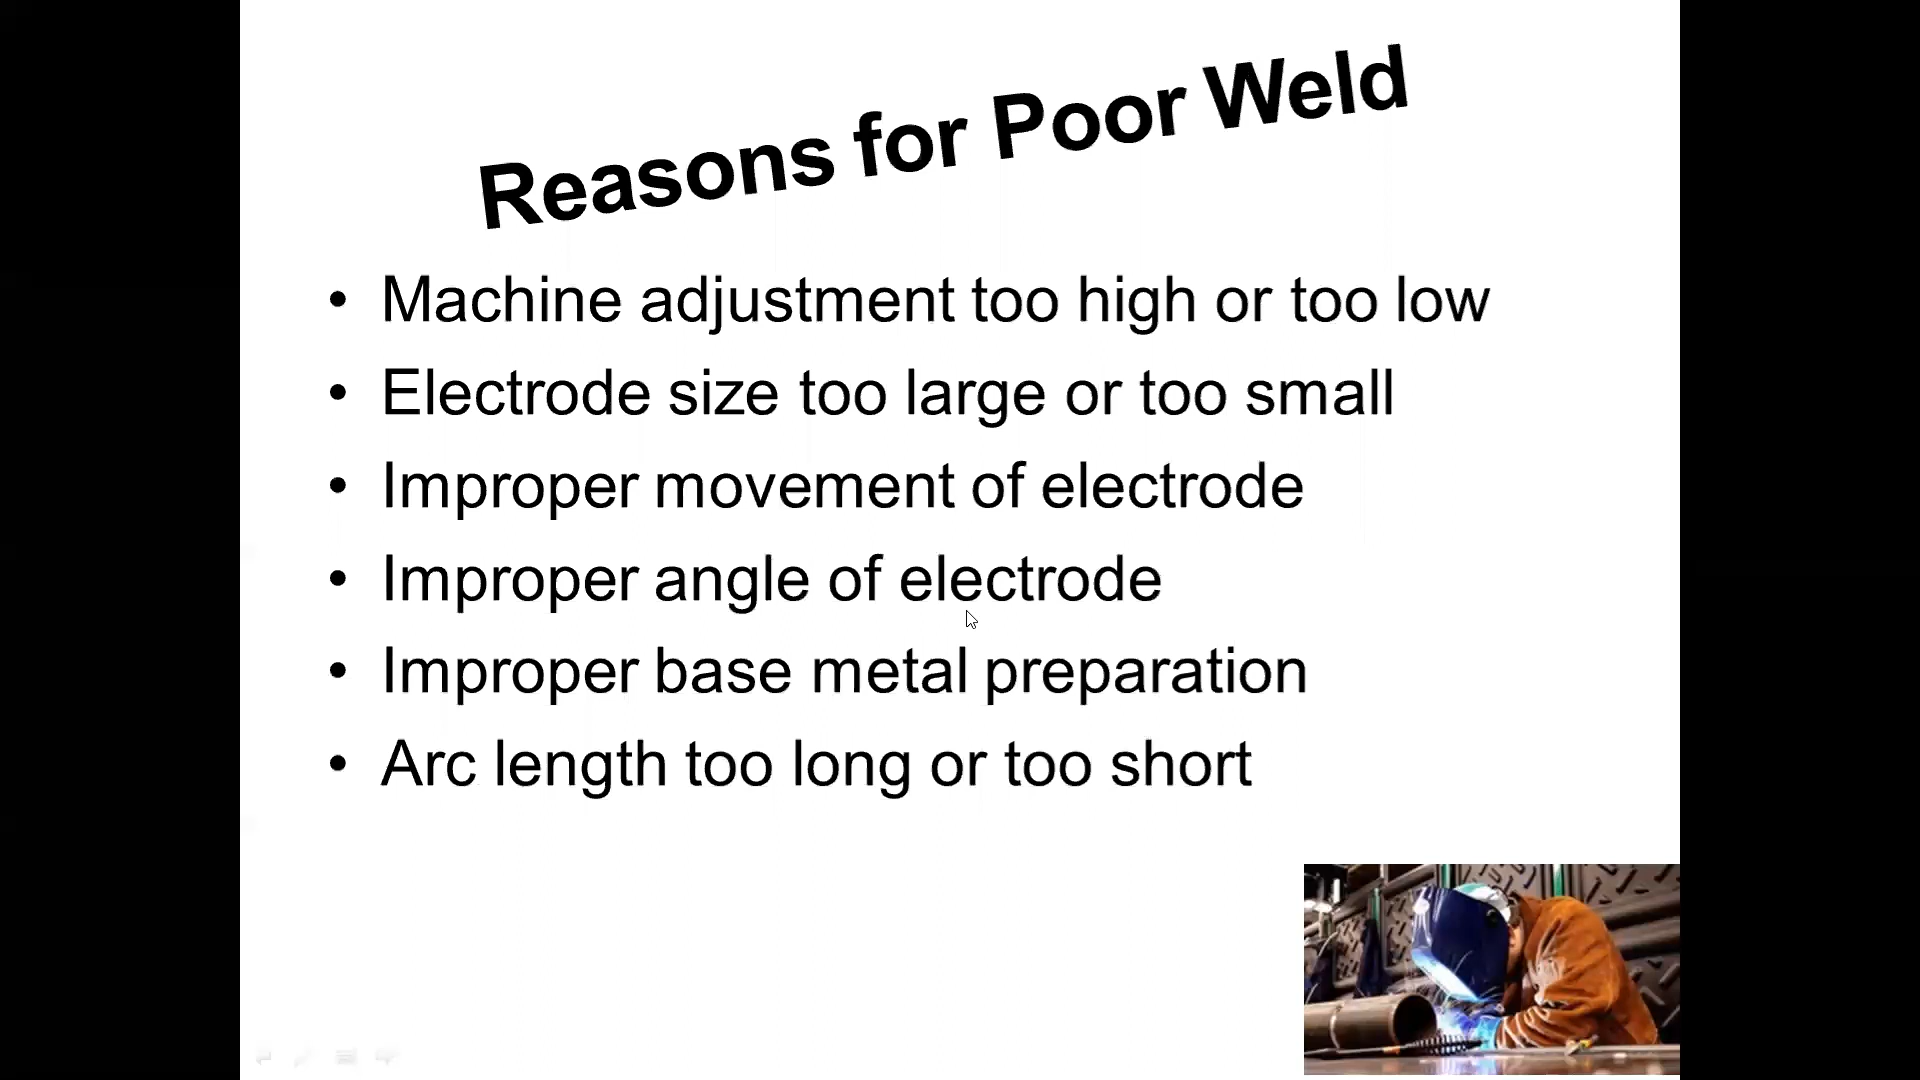 Reasons for Poor Weld
• Machine adjustment too high or too low
• Electrode size too large or too small
• Improper movement of electrode
• Improper angle of electrode
• Improper base metal preparation
• Arc length too long or too short